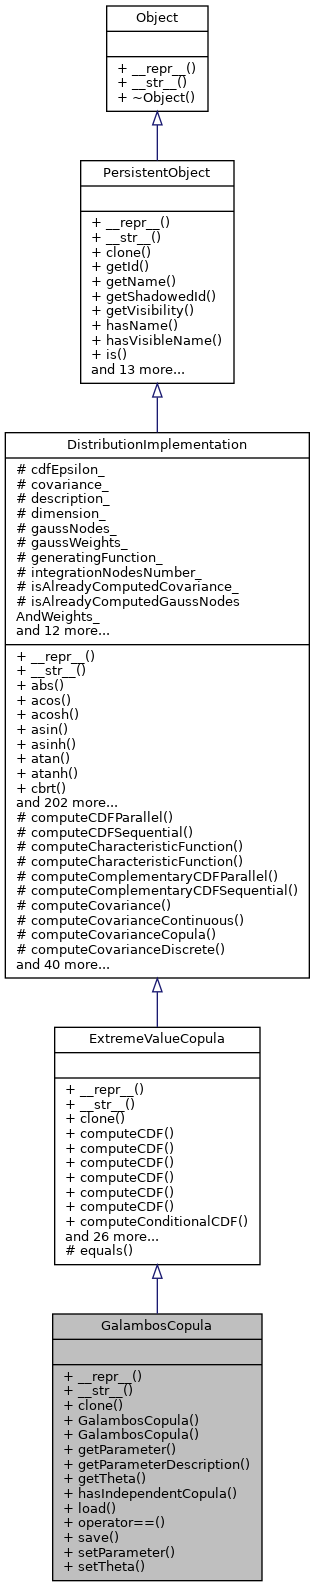 Object
+ __repr__()
+ __str__()
+ ~Object()
PersistentObject
+ __repr__()
+ __str__()
+ clone()
+ getId()
+ getName()
+ getShadowedId()
+ getVisibility()
+ hasName()
+ hasVisibleName()
+ is()
and 13 more...
DistributionImplementation
# cdfEpsilon_
# covariance_
# description_
# dimension_
# gaussNodes_
# gaussWeights_
# generatingFunction_
# integrationNodesNumber_
# isAlreadyComputedCovariance_
# isAlreadyComputedGaussNodes
AndWeights_
and 12 more...
+ __repr__()
+ __str__()
+ abs()
+ acos()
+ acosh()
+ asin()
+ asinh()
+ atan()
+ atanh()
+ cbrt()
and 202 more...
# computeCDFParallel()
# computeCDFSequential()
# computeCharacteristicFunction()
# computeCharacteristicFunction()
# computeComplementaryCDFParallel()
# computeComplementaryCDFSequential()
# computeCovariance()
# computeCovarianceContinuous()
# computeCovarianceCopula()
# computeCovarianceDiscrete()
and 40 more...
ExtremeValueCopula
+ __repr__()
+ __str__()
+ clone()
+ computeCDF()
+ computeCDF()
+ computeCDF()
+ computeCDF()
+ computeCDF()
+ computeCDF()
+ computeConditionalCDF()
and 26 more...
# equals()
GalambosCopula
+ __repr__()
+ __str__()
+ clone()
+ GalambosCopula()
+ GalambosCopula()
+ getParameter()
+ getParameterDescription()
+ getTheta()
+ hasIndependentCopula()
+ load()
+ operator==()
+ save()
+ setParameter()
+ setTheta()